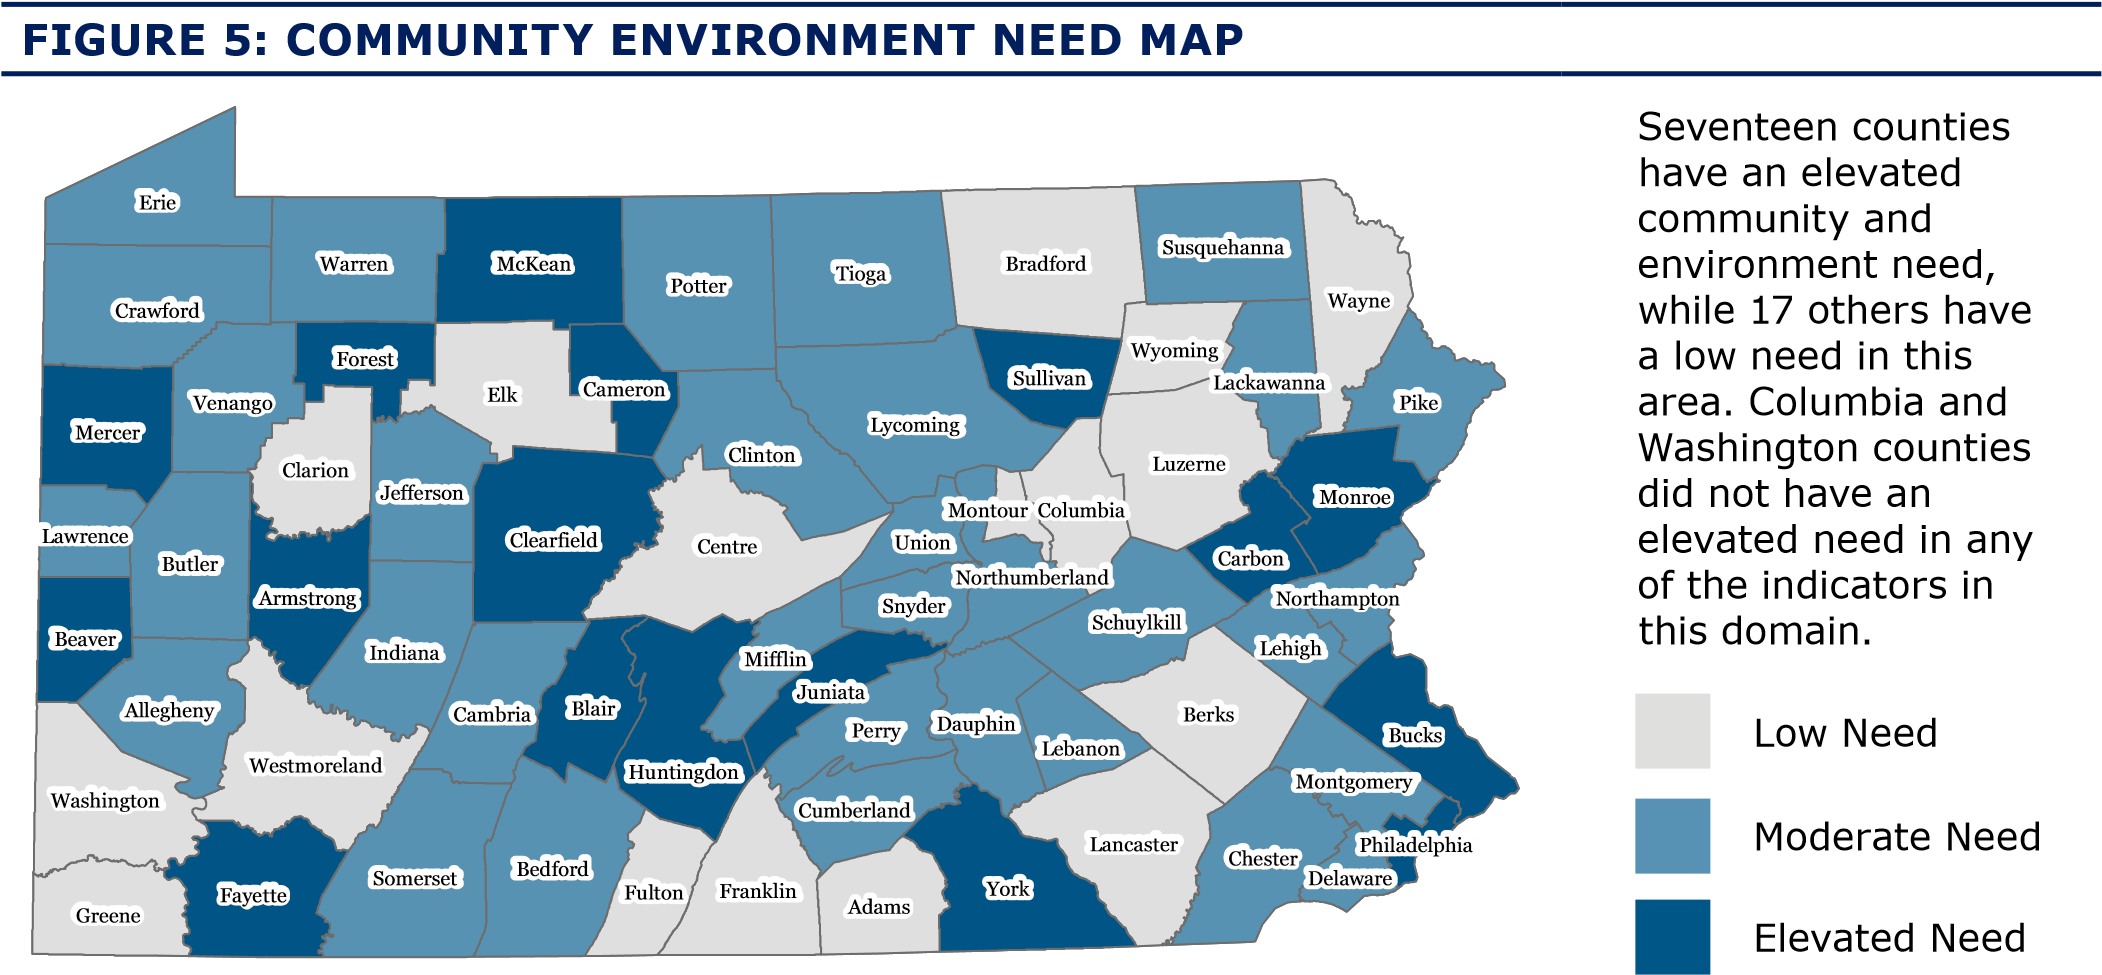 FIGURE 5: COMMUNITY ENVIRONMENT NEED MAP
Seventeen counties
have an elevated
community and
environment need,
while 17 others have
a low need in this
area. Columbia and
Washington counties
did not have an
elevated need in any
of the indicators in
this domain.
Low Need
Moderate Need
Elevated Need
Erie
Warren
McKean
Potter
Tioga
Bradford
Susquehanna
Wayne
Crawford
Forest
Elk
Cameron
Sullivan
Wyoming
Lackawanna
Pike
Mercer
Venango
Clarion
Jefferson
Clearfield
Clinton
Lycoming
Luzerne
Monroe
Lawrence
Butler
Armstrong
Centre
Union
Montour
Columbia
Carbon
Beaver
Indiana
Snyder
Northumberland
Schuylkill
Northampton
Lehigh
Allegheny
Westmoreland
Cambria
Blair
Huntingdon
Mifflin
Juniata
Perry
Dauphin
Lebanon
Berks
Bucks
Montgomery
Washington
Fayette
Greene
Somerset
Bedford
Fulton
Franklin
Cumberland
Adams
York
Lancaster
Chester
Delaware
Philadelphia